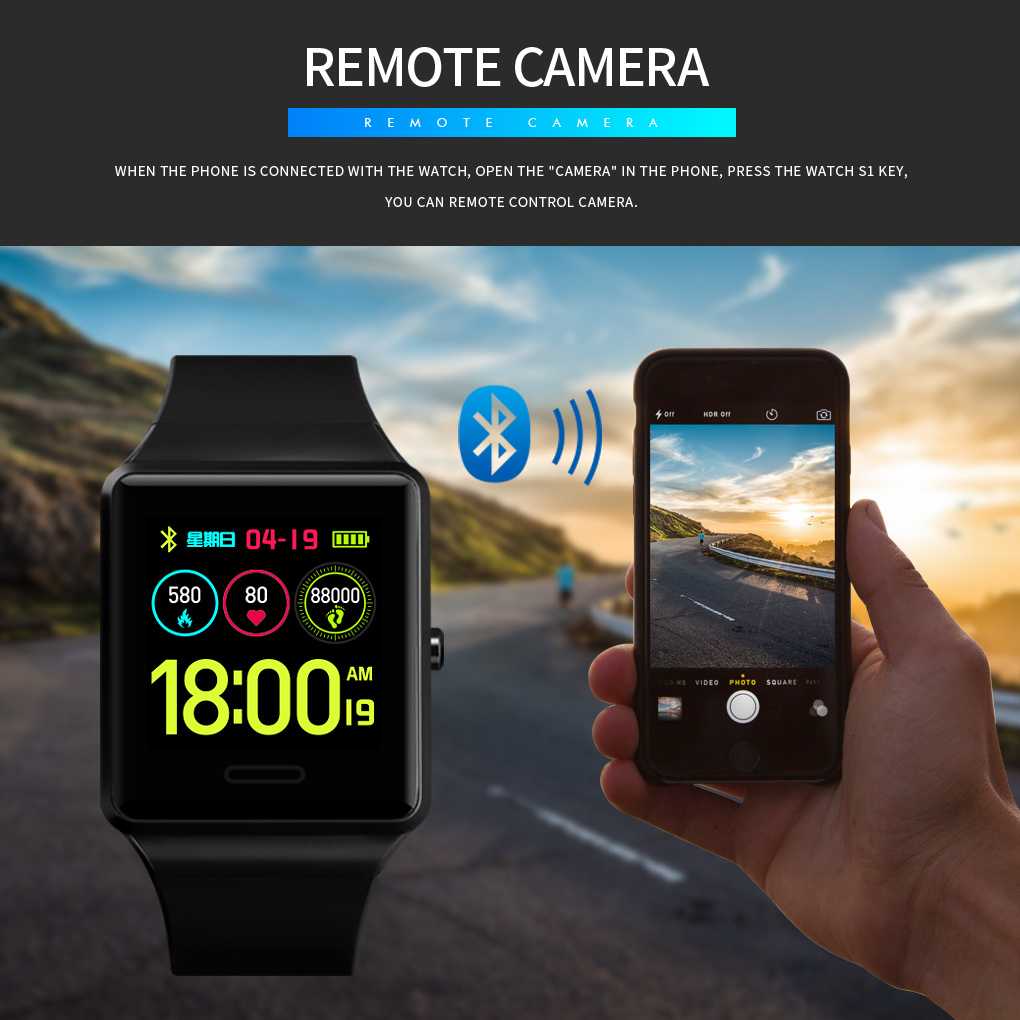 REMOTE CAMERA
REMOTE CAMERA
WHEN THE PHONE IS CONNECTED WITH THE WATCH, OPEN THE "CAMERA" IN THE PHONE, PRESS THE WATCH S1 KEY,
YOU CAN REMOTE CONTROL CAMERA.
星期日 04-19
580 80 88000
18:00 AM
19
Off HDR Off
VIDEO PHOTO SQUARE